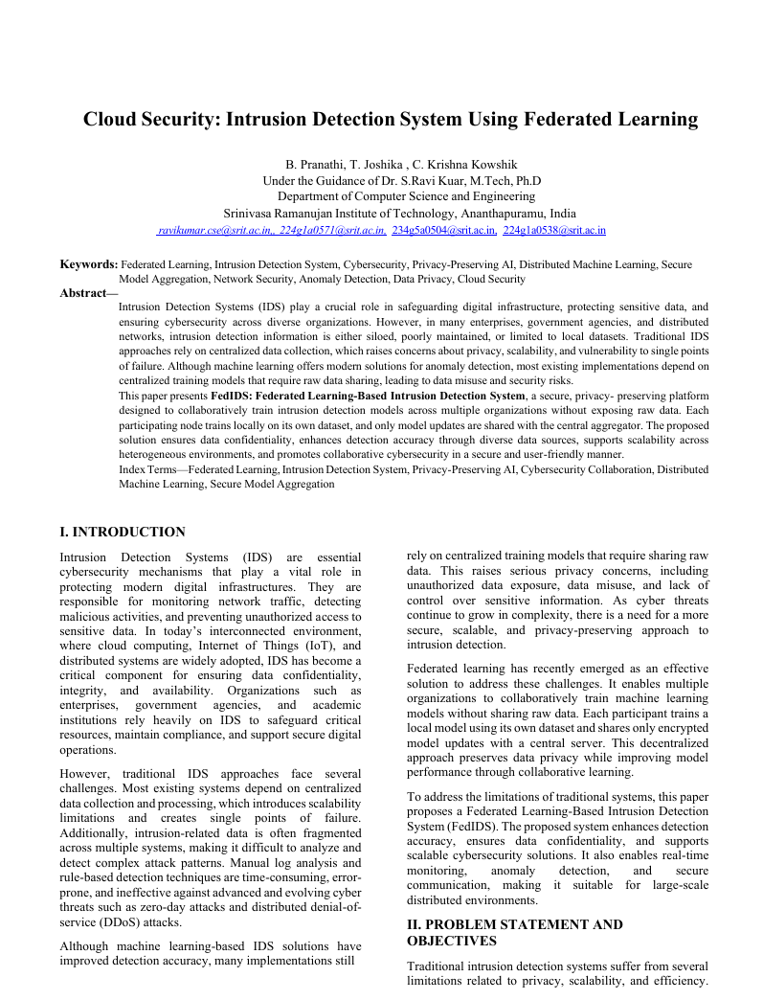 Cloud Security: Intrusion Detection System Using Federated Learning
B. Pranathi, T. Joshika , C. Krishna Kowshik
Under the Guidance of Dr. S.Ravi Kuar, M.Tech, Ph.D
Department of Computer Science and Engineering
Srinivasa Ramanujan Institute of Technology, Ananthapuramu, India
ravikumar.cse@srit.ac.in,, 224g1a0571@srit.ac.in, 234g5a0504@srit.ac.in, 224g1a0538@srit.ac.in
Keywords: Federated Learning, Intrusion Detection System, Cybersecurity, Privacy-Preserving AI, Distributed Machine Learning, Secure
Model Aggregation, Network Security, Anomaly Detection, Data Privacy, Cloud Security
Abstract—
Intrusion Detection Systems (IDS) play a crucial role in safeguarding digital infrastructure, protecting sensitive data, and
ensuring cybersecurity across diverse organizations. However, in many enterprises, government agencies, and distributed
networks, intrusion detection information is either siloed, poorly maintained, or limited to local datasets. Traditional IDS
approaches rely on centralized data collection, which raises concerns about privacy, scalability, and vulnerability to single points
of failure. Although machine learning offers modern solutions for anomaly detection, most existing implementations depend on
centralized training models that require raw data sharing, leading to data misuse and security risks.
This paper presents FedIDS: Federated Learning-Based Intrusion Detection System, a secure, privacy- preserving platform
designed to collaboratively train intrusion detection models across multiple organizations without exposing raw data. Each
participating node trains locally on its own dataset, and only model updates are shared with the central aggregator. The proposed
solution ensures data confidentiality, enhances detection accuracy through diverse data sources, supports scalability across
heterogeneous environments, and promotes collaborative cybersecurity in a secure and user-friendly manner.
Index Terms—Federated Learning, Intrusion Detection System, Privacy-Preserving AI, Cybersecurity Collaboration, Distributed
Machine Learning, Secure Model Aggregation
I. INTRODUCTION
Intrusion Detection Systems (IDS) are essential
cybersecurity mechanisms that play a vital role in
protecting modern digital infrastructures. They are
responsible for monitoring network traffic, detecting
malicious activities, and preventing unauthorized access to
sensitive data. In today's interconnected environment,
where cloud computing, Internet of Things (IoT), and
distributed systems are widely adopted, IDS has become a
critical component for ensuring data confidentiality,
integrity, and availability. Organizations such as
enterprises, government agencies, and academic
institutions rely heavily on IDS to safeguard critical
resources, maintain compliance, and support secure digital
operations.
However, traditional IDS approaches face several
challenges. Most existing systems depend on centralized
data collection and processing, which introduces scalability
limitations and creates single points of failure.
Additionally, intrusion-related data is often fragmented
across multiple systems, making it difficult to analyze and
detect complex attack patterns. Manual log analysis and
rule-based detection techniques are time-consuming, error-
prone, and ineffective against advanced and evolving cyber
threats such as zero-day attacks and distributed denial-of-
service (DDoS) attacks.
Although machine learning-based IDS solutions have
improved detection accuracy, many implementations still
rely on centralized training models that require sharing raw
data. This raises serious privacy concerns, including
unauthorized data exposure, data misuse, and lack of
control over sensitive information. As cyber threats
continue to grow in complexity, there is a need for a more
secure, scalable, and privacy-preserving approach to
intrusion detection.
Federated learning has recently emerged as an effective
solution to address these challenges. It enables multiple
organizations to collaboratively train machine learning
models without sharing raw data. Each participant trains a
local model using its own dataset and shares only encrypted
model updates with a central server. This decentralized
approach preserves data privacy while improving model
performance through collaborative learning.
To address the limitations of traditional systems, this paper
proposes a Federated Learning-Based Intrusion Detection
System (FedIDS). The proposed system enhances detection
accuracy, ensures data confidentiality, and supports
scalable cybersecurity solutions. It also enables real-time
monitoring, anomaly detection, and secure
communication, making it suitable for large-scale
distributed environments.
II. PROBLEM STATEMENT AND
OBJECTIVES
Traditional intrusion detection systems suffer from several
limitations related to privacy, scalability, and efficiency.